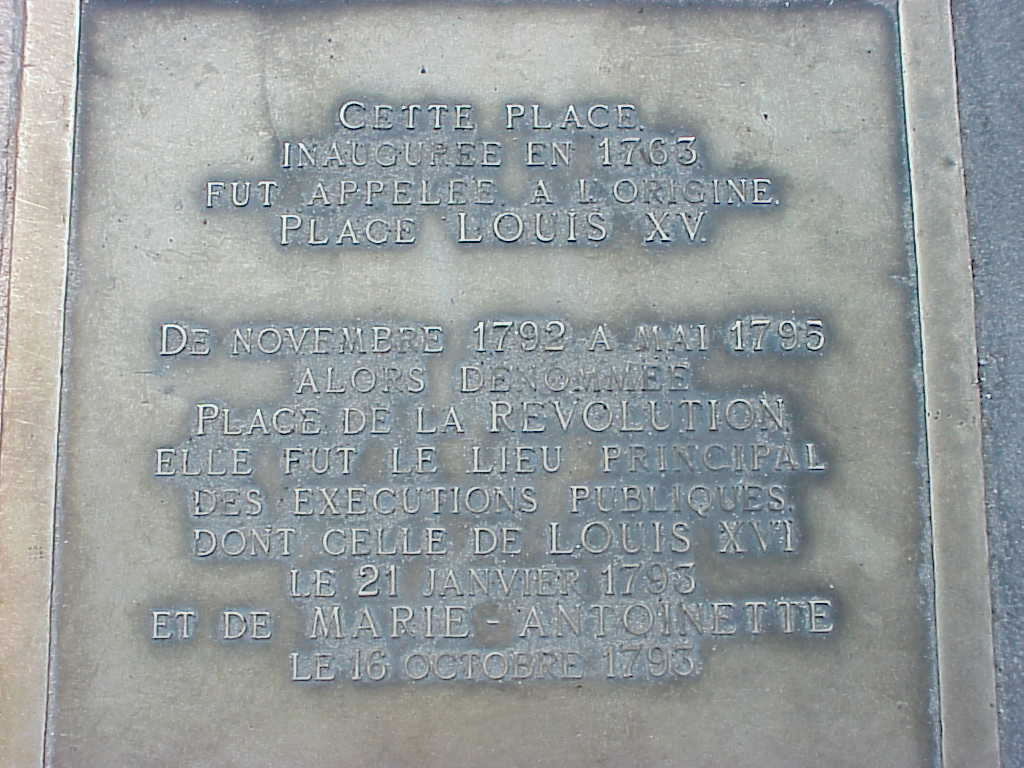 CETTE PLACE,
INAUGUREE EN 1763
FUT APPELEE A L'ORIGINE,
PLACE LOUIS XV.
DE NOVEMBRE 1792 A MAI 1795
ALORS DENOMMEE
PLACE DE LA REVOLUTION
ELLE FUT LE LIEU PRINCIPAL
DES EXECUTIONS PUBLIQUES,
DONT CELLE DE LOUIS XVI
LE 21 JANVIER 1793
ET DE MARIE-ANTOINETTE
LE 16 OCTOBRE 1793.